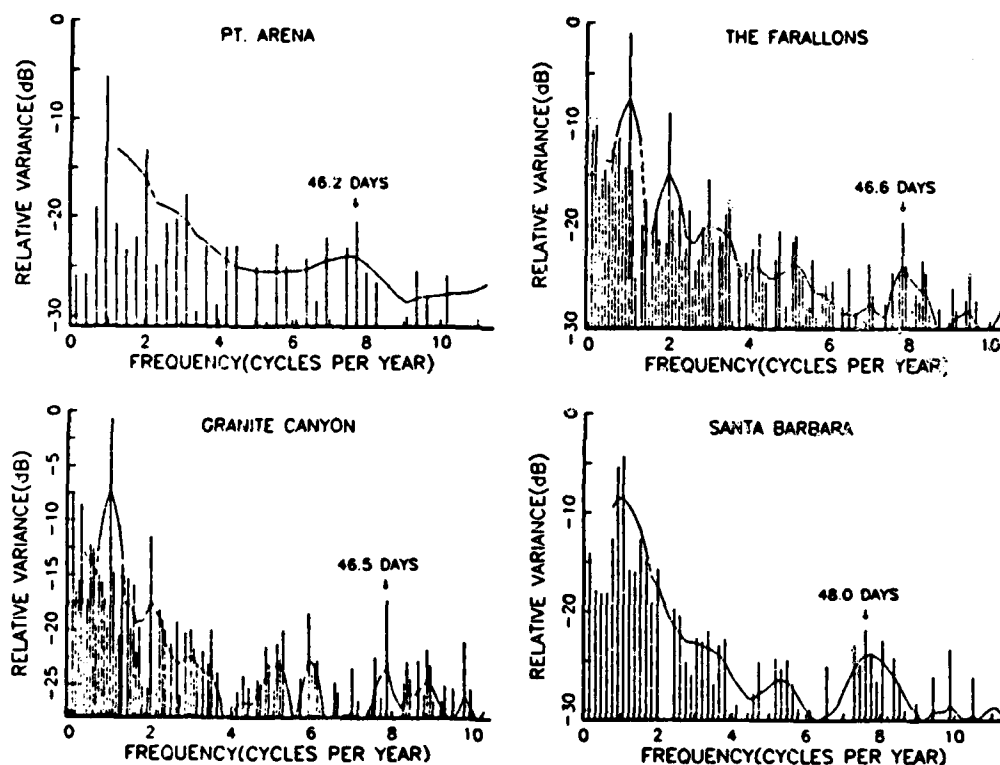 PT. ARENA
RELATIVE VARIANCE(dB)
0
-10
-20
-30
46.2 DAYS
0 2 4 6 8 10
FREQUENCY(CYCLES PER YEAR)
THE FARALLONS
RELATIVE VARIANCE(dB)
0
-10
-20
-30
46.6 DAYS
0 2 4 6 8 10
FREQUENCY(CYCLES PER YEAR)
GRANITE CANYON
RELATIVE VARIANCE(dB)
0
-5
-10
-15
-20
-25
46.5 DAYS
0 2 4 6 8 10
FREQUENCY(CYCLES PER YEAR)
SANTA BARBARA
RELATIVE VARIANCE(dB)
0
-10
-20
-30
48.0 DAYS
0 2 4 6 8 10
FREQUENCY(CYCLES PER YEAR)